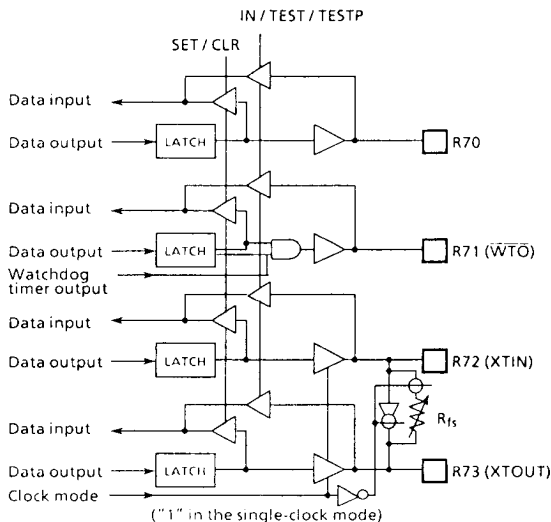 IN / TEST / TESTP
SET / CLR
Data input
Data output
LATCH
R70
Data input
Data output
LATCH
R71 (W̅T̅O̅)
Watchdog
timer output
Data input
Data output
LATCH
R72 (XTIN)
Rfs
Data input
Data output
LATCH
R73 (XTOUT)
Clock mode
("1" in the single-clock mode)